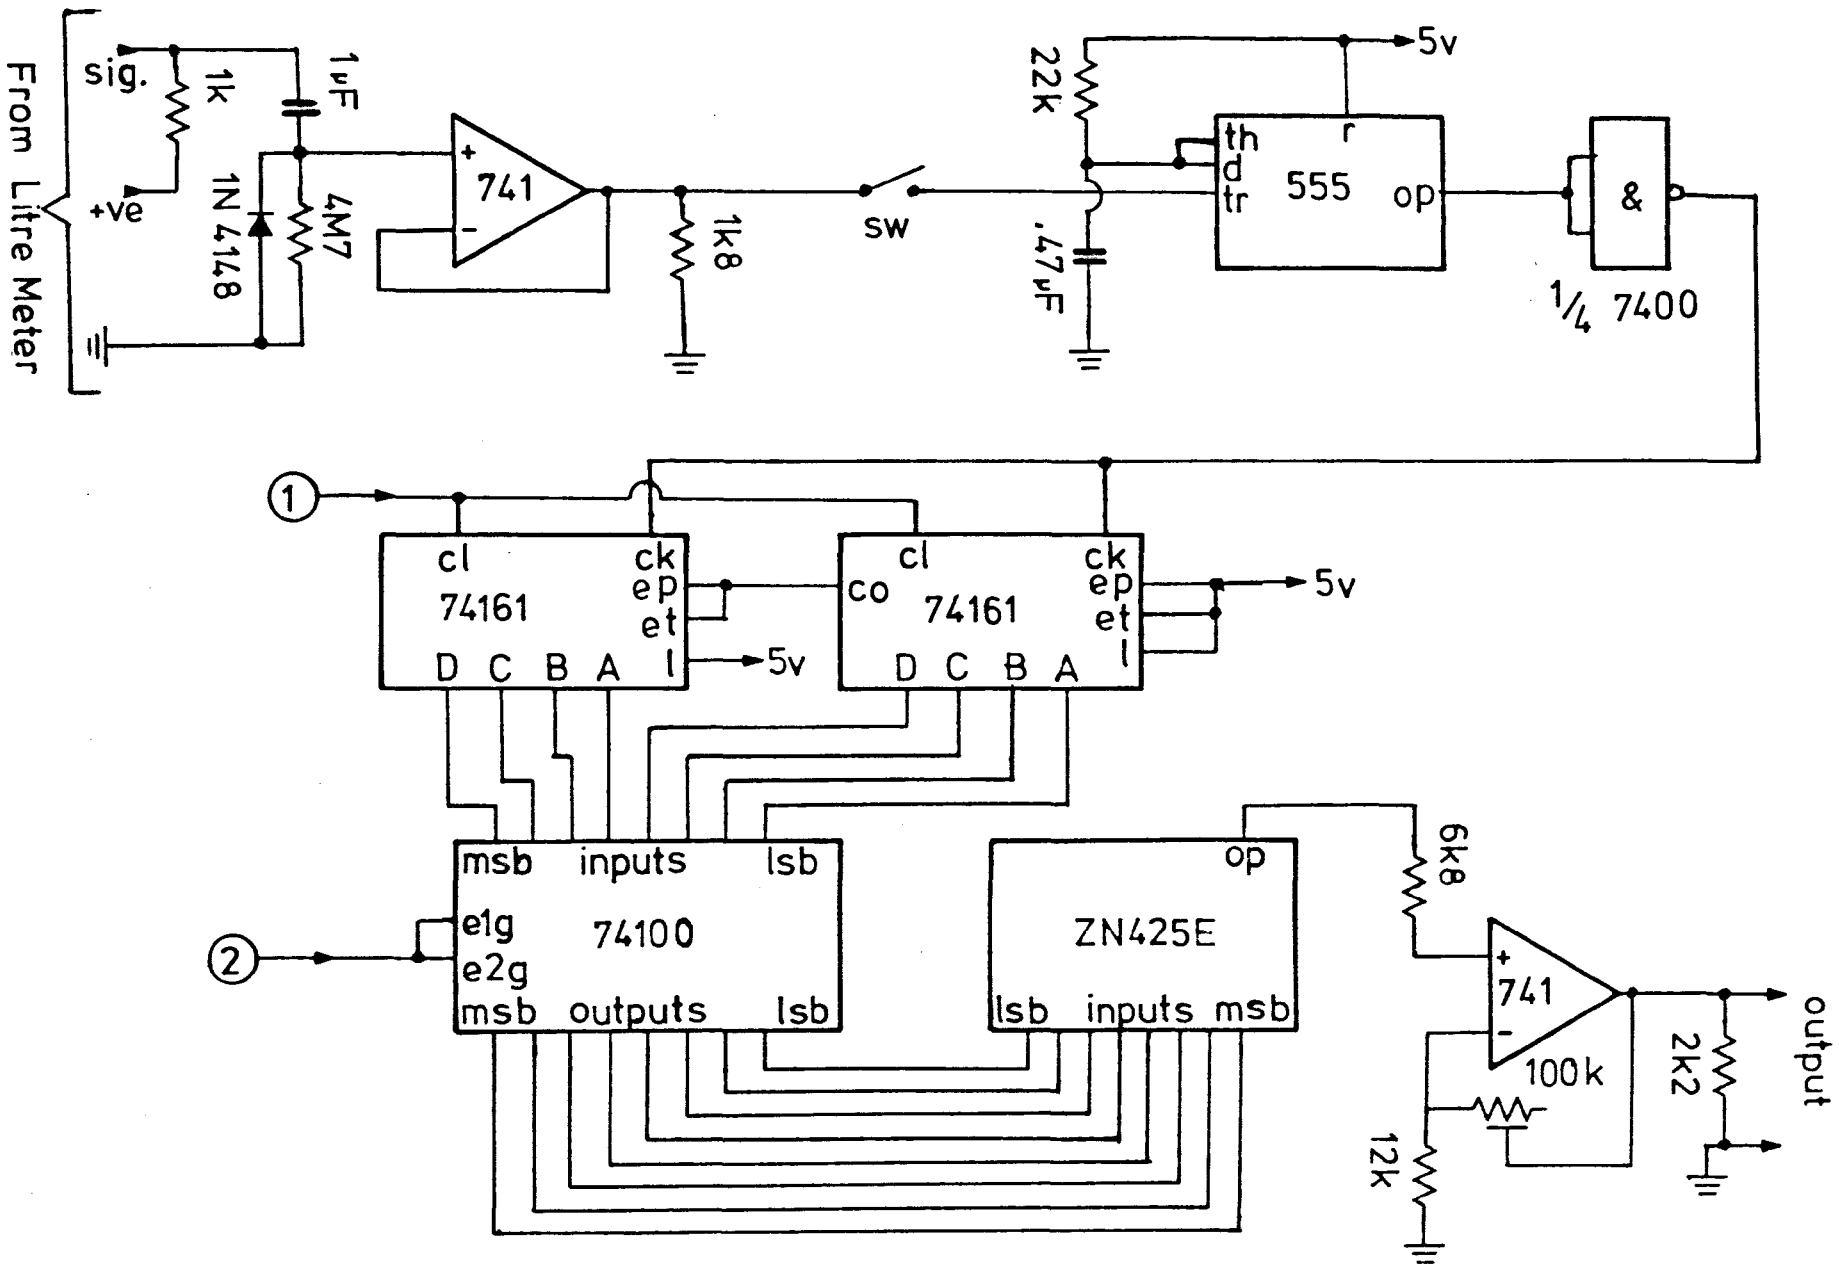 From Litre Meter
sig.
1k
1µF
+ve
1N 4148
4M7
+
741
-
1k8
sw
22k
.47µF
5v
r
th
d
tr
555
op
&
1/4 7400
1
cl
ck
ep
et
l
74161
D C B A
5v
cl
ck
co
ep
et
l
74161
D C B A
5v
msb inputs lsb
e1g
e2g
74100
msb outputs lsb
2
op
ZN425E
lsb inputs msb
6k8
+
741
-
100k
12k
2k2
output